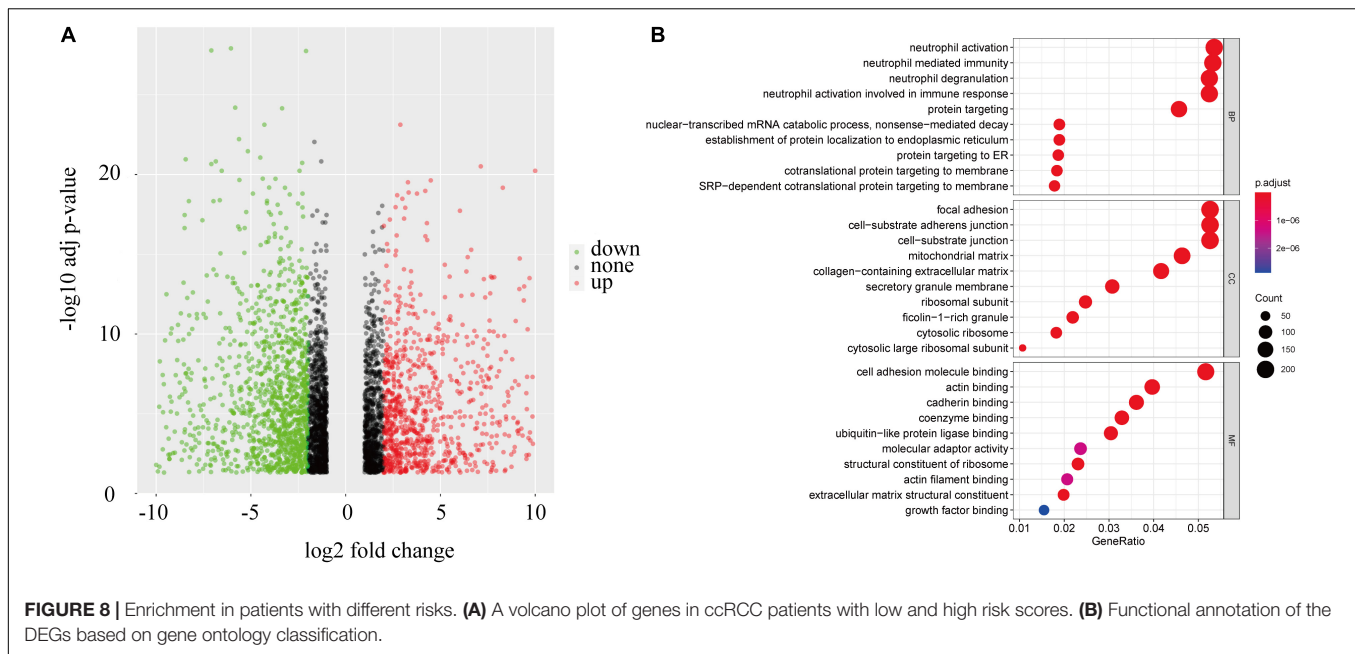 A
20
10
0
-10
-5
0
5
10
-log10 adj p-value
log2 fold change
down
none
up
B
neutrophil activation
neutrophil mediated immunity
neutrophil degranulation
neutrophil activation involved in immune response
protein targeting
nuclear-transcribed mRNA catabolic process, nonsense-mediated decay
establishment of protein localization to endoplasmic reticulum
protein targeting to ER
cotranslational protein targeting to membrane
SRP-dependent cotranslational protein targeting to membrane
BP
focal adhesion
cell-substrate adherens junction
cell-substrate junction
mitochondrial matrix
collagen-containing extracellular matrix
secretory granule membrane
ribosomal subunit
ficolin-1-rich granule
cytosolic ribosome
cytosolic large ribosomal subunit
CC
cell adhesion molecule binding
actin binding
cadherin binding
coenzyme binding
ubiquitin-like protein ligase binding
molecular adaptor activity
structural constituent of ribosome
actin filament binding
extracellular matrix structural constituent
growth factor binding
MF
0.01
0.02
0.03
0.04
0.05
GeneRatio
p.adjust
1e-06
2e-06
Count
50
100
150
200
FIGURE 8 | Enrichment in patients with different risks. (A) A volcano plot of genes in ccRCC patients with low and high risk scores. (B) Functional annotation of the
DEGs based on gene ontology classification.